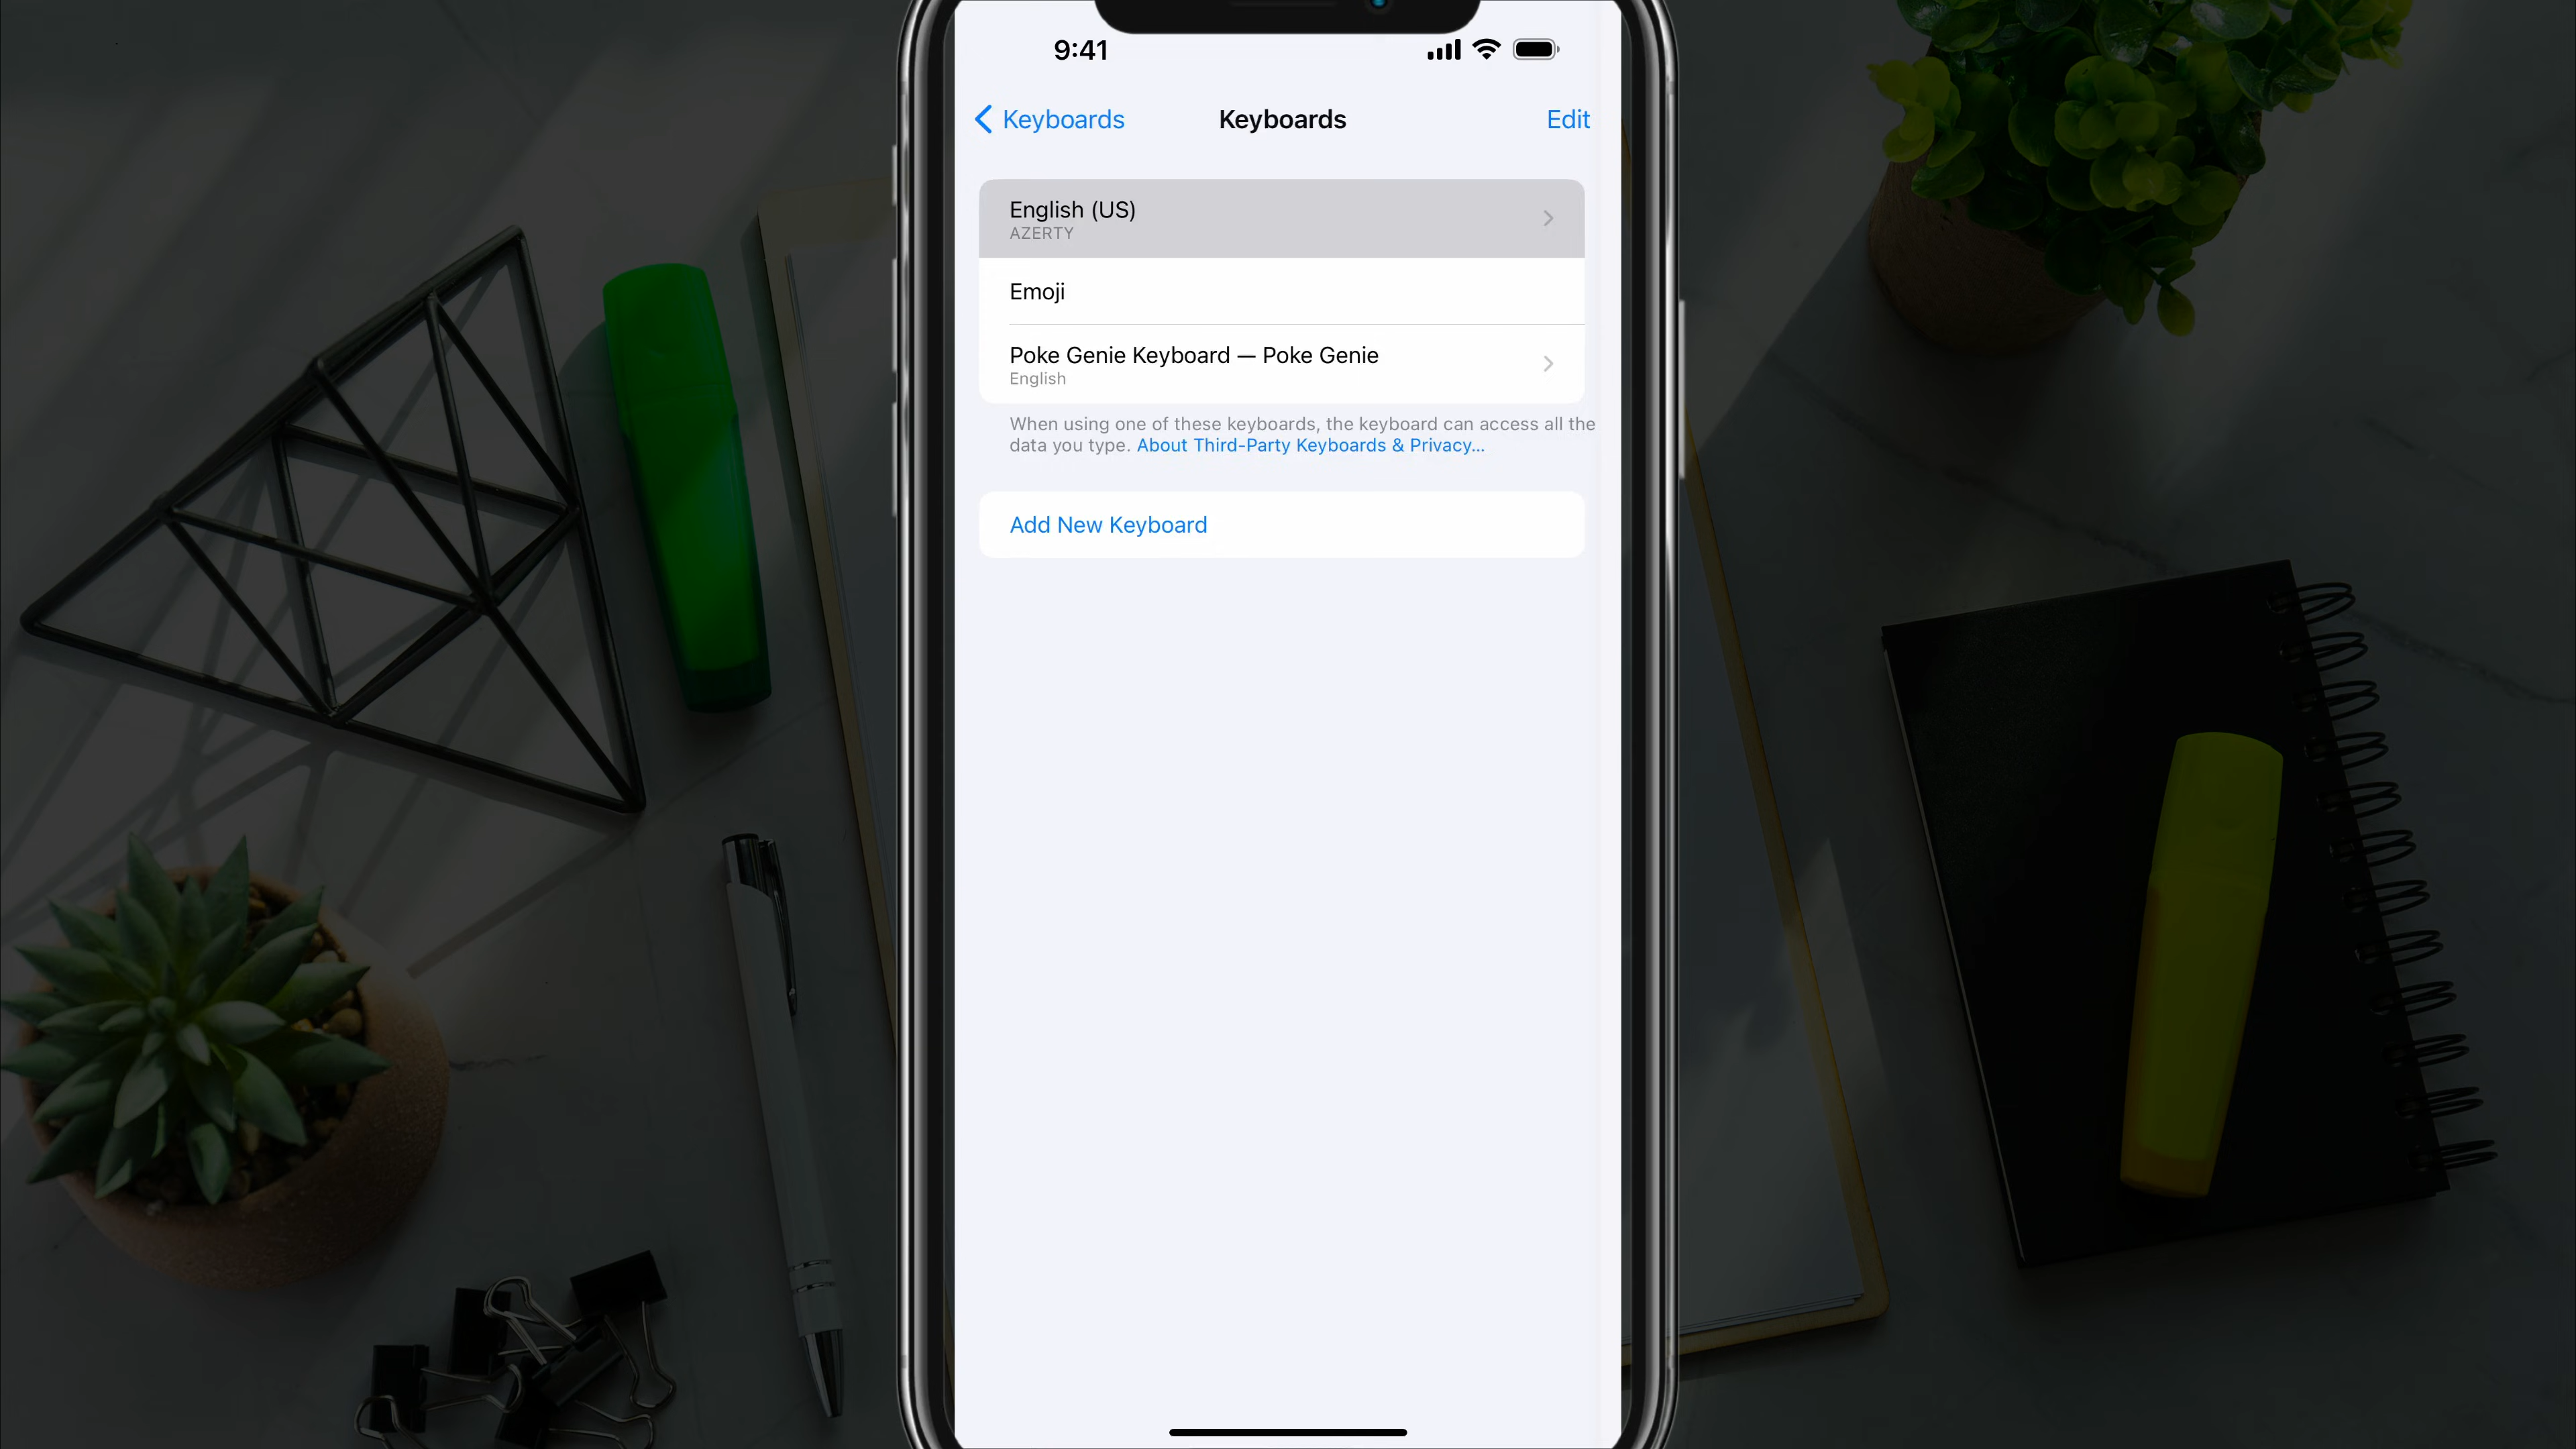 9:41
Keyboards
Keyboards
Edit
English (US)
AZERTY
Emoji
Poke Genie Keyboard — Poke Genie
English
When using one of these keyboards, the keyboard can access all the
data you type. About Third-Party Keyboards & Privacy...
Add New Keyboard